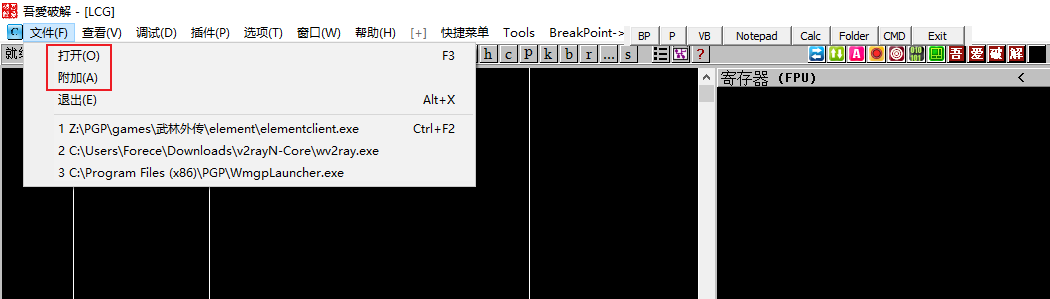 吾愛破解 - [LCG]
文件(F) 查看(V) 调试(D) 插件(P) 选项(T) 窗口(W) 帮助(H) [+] 快捷菜单 Tools BreakPoint-> BP P VB Notepad Calc Folder CMD Exit
h c p k b r ... s ? A 吾 爱 破 解
打开(O) F3
附加(A)
寄存器 (FPU) <
退出(E) Alt+X
1 Z:\PGP\games\武林外传\element\elementclient.exe Ctrl+F2
2 C:\Users\Forece\Downloads\v2rayN-Core\wv2ray.exe
3 C:\Program Files (x86)\PGP\WmgpLauncher.exe